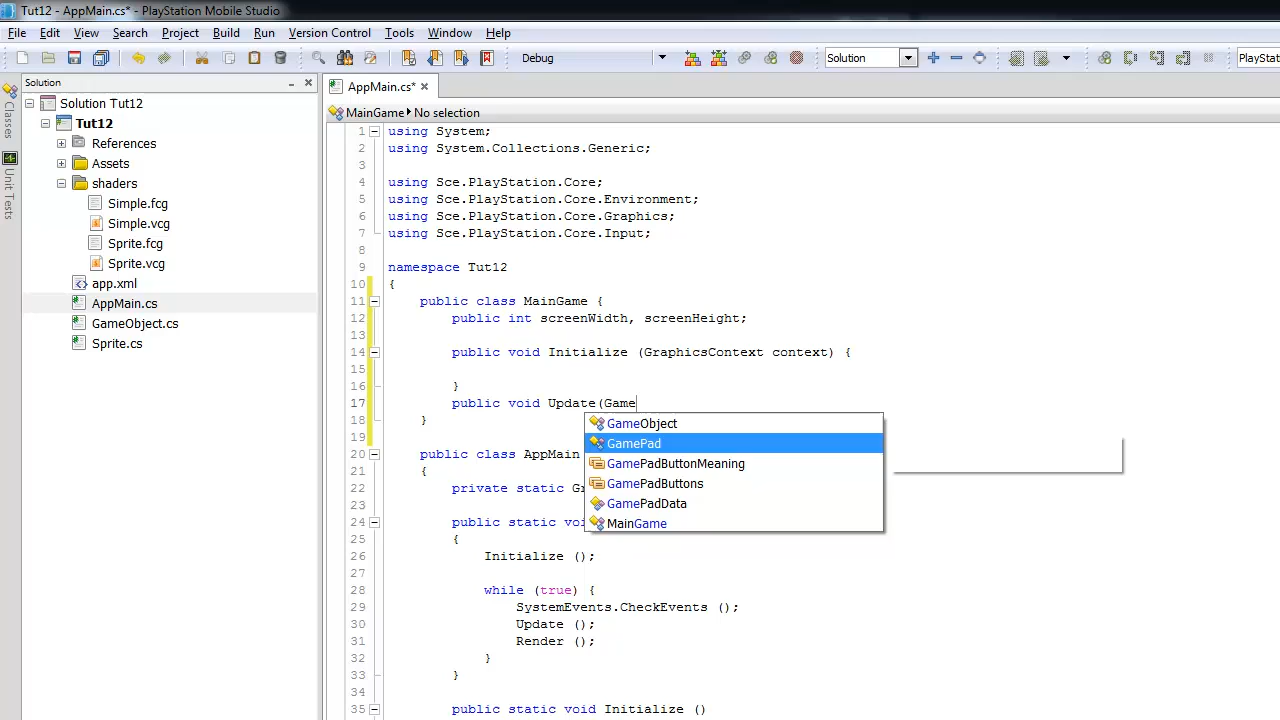 Tut12 - AppMain.cs* - PlayStation Mobile Studio
File Edit View Search Project Build Run Version Control Tools Window Help
Debug Solution PlayStat
Classes
Unit Tests
Solution
Solution Tut12
Tut12
References
Assets
shaders
Simple.fcg
Simple.vcg
Sprite.fcg
Sprite.vcg
app.xml
AppMain.cs
GameObject.cs
Sprite.cs
AppMain.cs*
MainGame No selection
1 using System;
2 using System.Collections.Generic;
3
4 using Sce.PlayStation.Core;
5 using Sce.PlayStation.Core.Environment;
6 using Sce.PlayStation.Core.Graphics;
7 using Sce.PlayStation.Core.Input;
8
9 namespace Tut12
10 {
11 public class MainGame {
12 public int screenWidth, screenHeight;
13
14 public void Initialize (GraphicsContext context) {
15
16 }
17 public void Update(Game
18 }
19
20 public class AppMain
21 {
22 private static Gr
23
24 public static voi
25 {
26 Initialize ();
27
28 while (true) {
29 SystemEvents.CheckEvents ();
30 Update ();
31 Render ();
32 }
33 }
34
35 public static void Initialize ()
GameObject
GamePad
GamePadButtonMeaning
GamePadButtons
GamePadData
MainGame